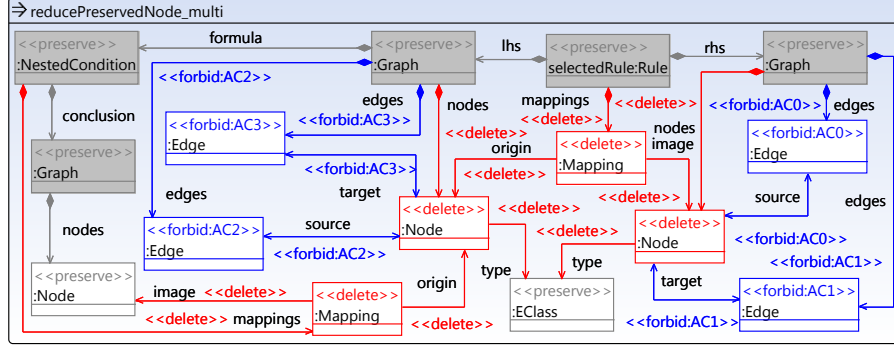 reducePreservedNode_multi
<<preserve>>
:NestedCondition
formula
<<preserve>>
:Graph
lhs
<<preserve>>
selectedRule:Rule
rhs
<<preserve>>
:Graph
<<forbid:AC2>>
conclusion
edges
<<forbid:AC3>>
nodes
<<delete>>
mappings
<<delete>>
<<delete>>
<<forbid:AC0>>
edges
<<forbid:AC3>>
:Edge
<<delete>>
:Mapping
nodes
image
<<forbid:AC0>>
:Edge
<<preserve>>
:Graph
origin
<<delete>>
<<delete>>
<<forbid:AC3>>
target
source
edges
edges
<<delete>>
:Node
<<delete>>
<<delete>>
:Node
nodes
<<forbid:AC2>>
:Edge
source
<<forbid:AC2>>
<<delete>>
<<forbid:AC0>>
<<forbid:AC1>>
<<preserve>>
:Node
image
<<delete>>
origin
type
type
target
<<delete>>
:Mapping
<<preserve>>
:EClass
<<forbid:AC1>>
:Edge
<<delete>>
mappings
<<delete>>
<<forbid:AC1>>